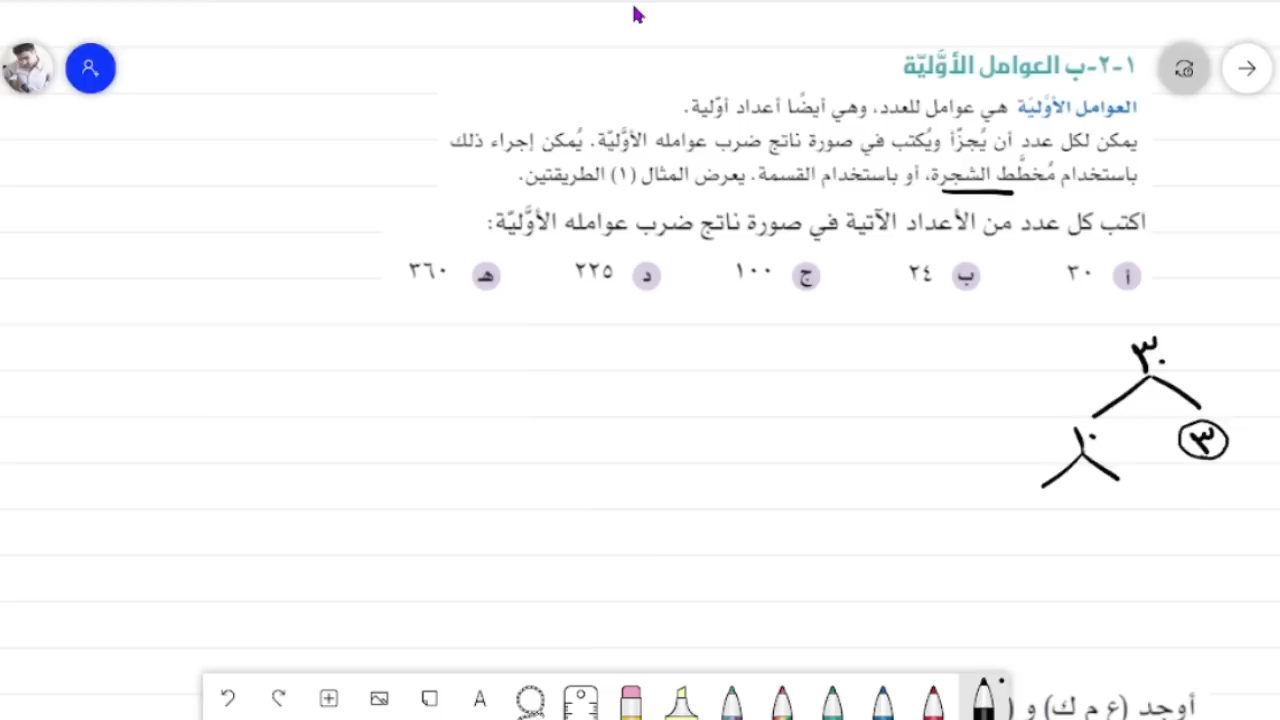 ١-٢-ب العوامل الأوَّليّة
العوامل الأوّليّة هي عوامل للعدد، وهي أيضًا أعداد أوّلية.
يمكن لكل عدد أن يُجزّأ ويُكتب في صورة ناتج ضرب عوامله الأوَّليّة. يُمكن إجراء ذلك
باستخدام مُخطَّط الشجرة، أو باستخدام القسمة. يعرض المثال (١) الطريقتين.
اكتب كل عدد من الأعداد الآتية في صورة ناتج ضرب عوامله الأوَّليّة:
أ ٣٠ ب ٢٤ ج ١٠٠ د ٢٢٥ هـ ٣٦٠
٣٠
٣ ١٠
أوجد (ع م ك) و (
A